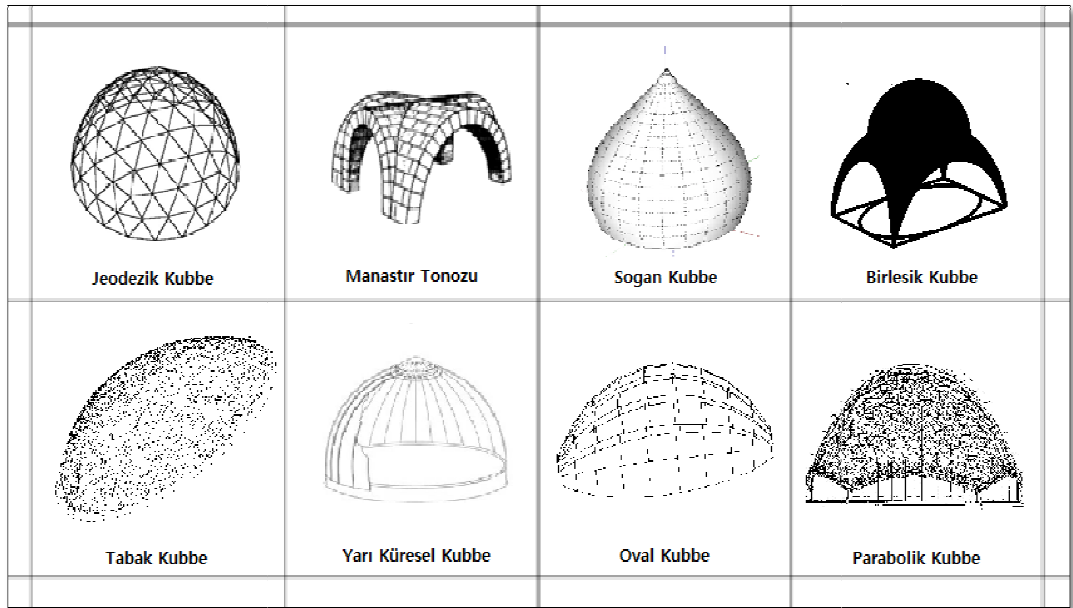 Jeodezik Kubbe
Manastır Tonozu
Sogan Kubbe
Birlesik Kubbe
Tabak Kubbe
Yarı Küresel Kubbe
Oval Kubbe
Parabolik Kubbe